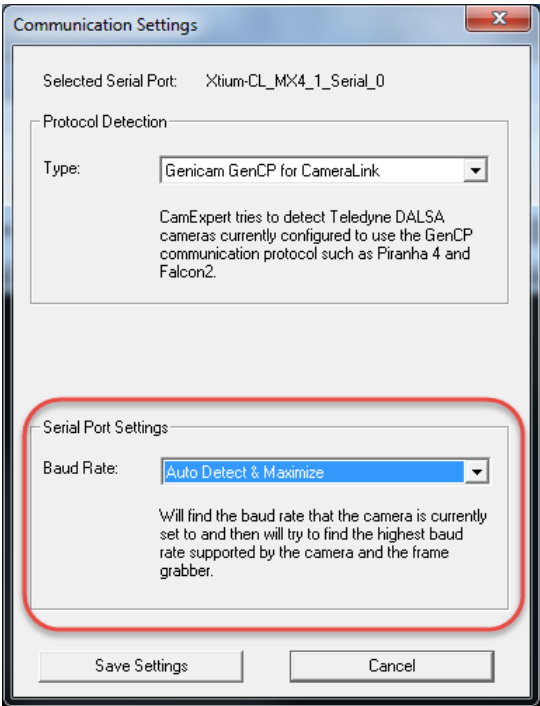 Communication Settings
Selected Serial Port: Xtium-CL_MX4_1_Serial_0
Protocol Detection
Type: Genicam GenCP for CameraLink
CamExpert tries to detect Teledyne DALSA
cameras currently configured to use the GenCP
communication protocol such as Piranha 4 and
Falcon2.
Serial Port Settings
Baud Rate: Auto Detect & Maximize
Will find the baud rate that the camera is currently
set to and then will try to find the highest baud
rate supported by the camera and the frame
grabber.
Save Settings Cancel